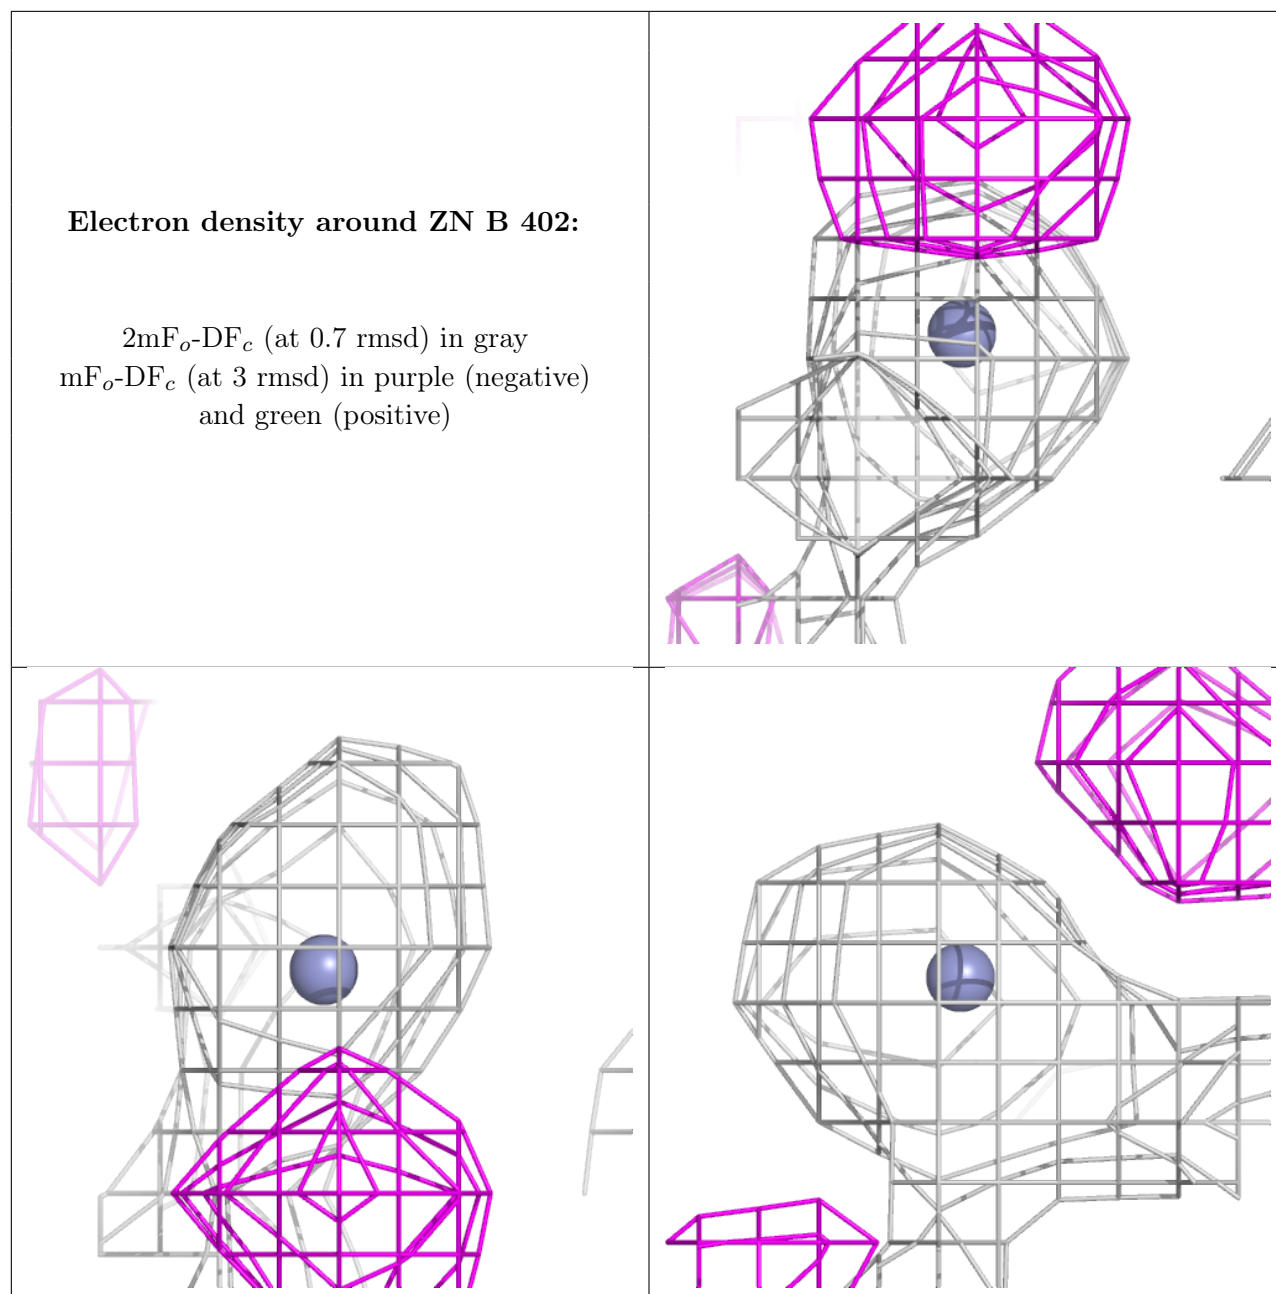 Electron density around ZN B 402:
2mFo-DFc (at 0.7 rmsd) in gray
mFo-DFc (at 3 rmsd) in purple (negative)
and green (positive)